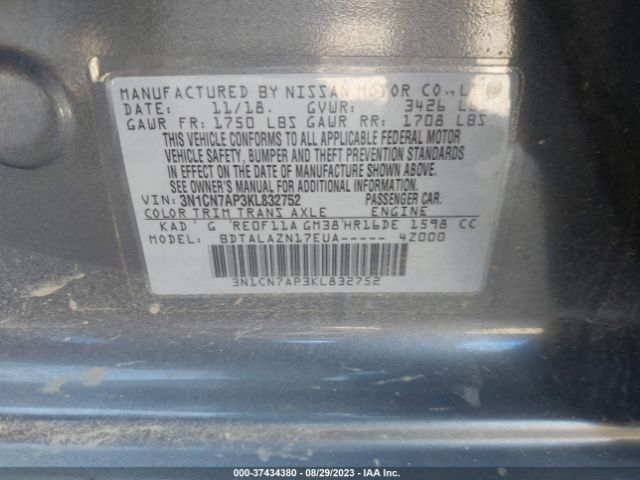 MANUFACTURED BY NISSAN MOTOR CO.,
DATE: 11/18. GVWR: 3426 LBS
GAWR FR: 1750 LBS GAWR RR: 1708 LBS
THIS VEHICLE CONFORMS TO ALL APPLICABLE FEDERAL MOTOR
VEHICLE SAFETY, BUMPER AND THEFT PREVENTION STANDARDS
IN EFFECT ON THE DATE OF MANUFACTURE SHOWN ABOVE.
SEE OWNER'S MANUAL FOR ADDITIONAL INFORMATION.
VIN: 3N1CN7AP3KL832752 PASSENGER CAR.
COLOR TRIM TRANS AXLE ENGINE
KAD G RE0F11A GM38 HR16DE 1598 CC
MODEL: BDTALAZN17EUA----- 4Z000
3N1CN7AP3KL832752
000-37434380 - 08/29/2023 - IAA Inc.